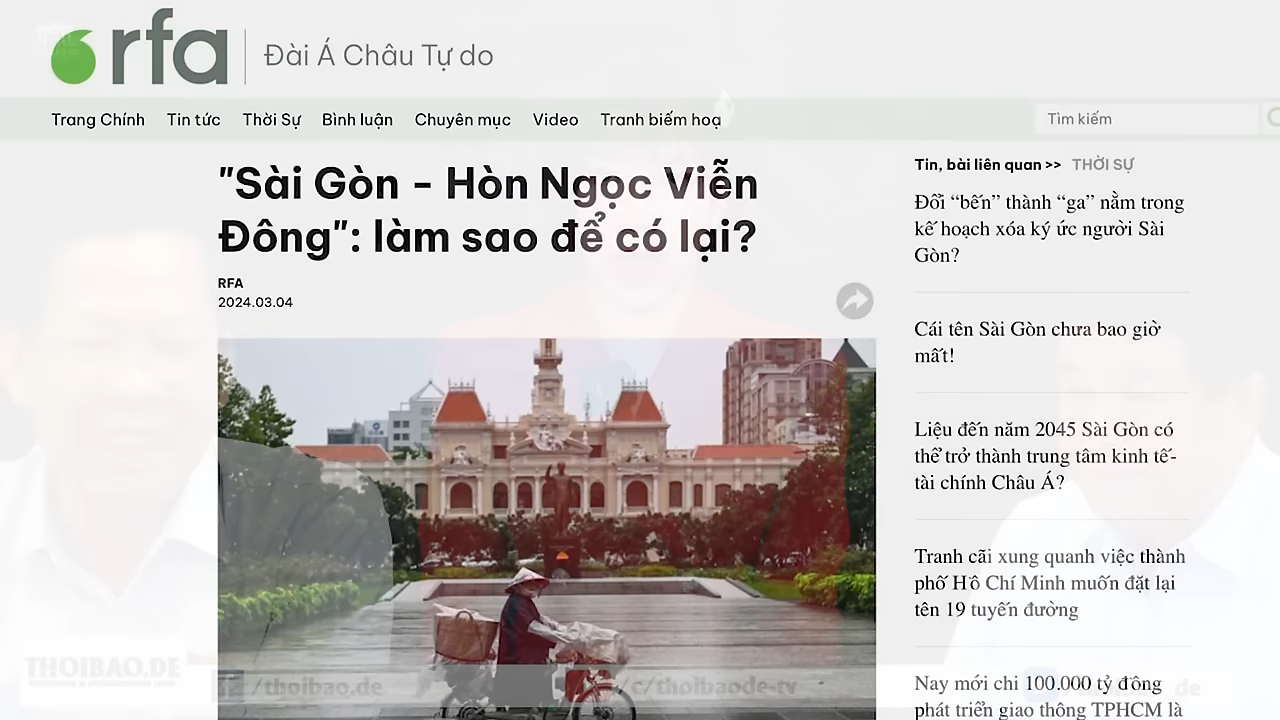 rfa Đài Á Châu Tự do
Trang Chính Tin tức Thời Sự Bình luận Chuyên mục Video Tranh biếm hoạ Tìm kiếm
"Sài Gòn - Hòn Ngọc Viễn
Đông": làm sao để có lại?
RFA
2024.03.04
Tin, bài liên quan >> THỜI SỰ
Đổi “bến” thành “ga” nằm trong
kế hoạch xóa ký ức người Sài
Gòn?
Cái tên Sài Gòn chưa bao giờ
mất!
Liệu đến năm 2045 Sài Gòn có
thể trở thành trung tâm kinh tế-
tài chính Châu Á?
Tranh cãi xung quanh việc thành
phố Hồ Chí Minh muốn đặt lại
tên 19 tuyến đường
Nay mới chi 100.000 tỷ đồng
phát triển giao thông TPHCM là
THOIBAO.DE
/thoibao.de
/c/thoibaode-tv
de